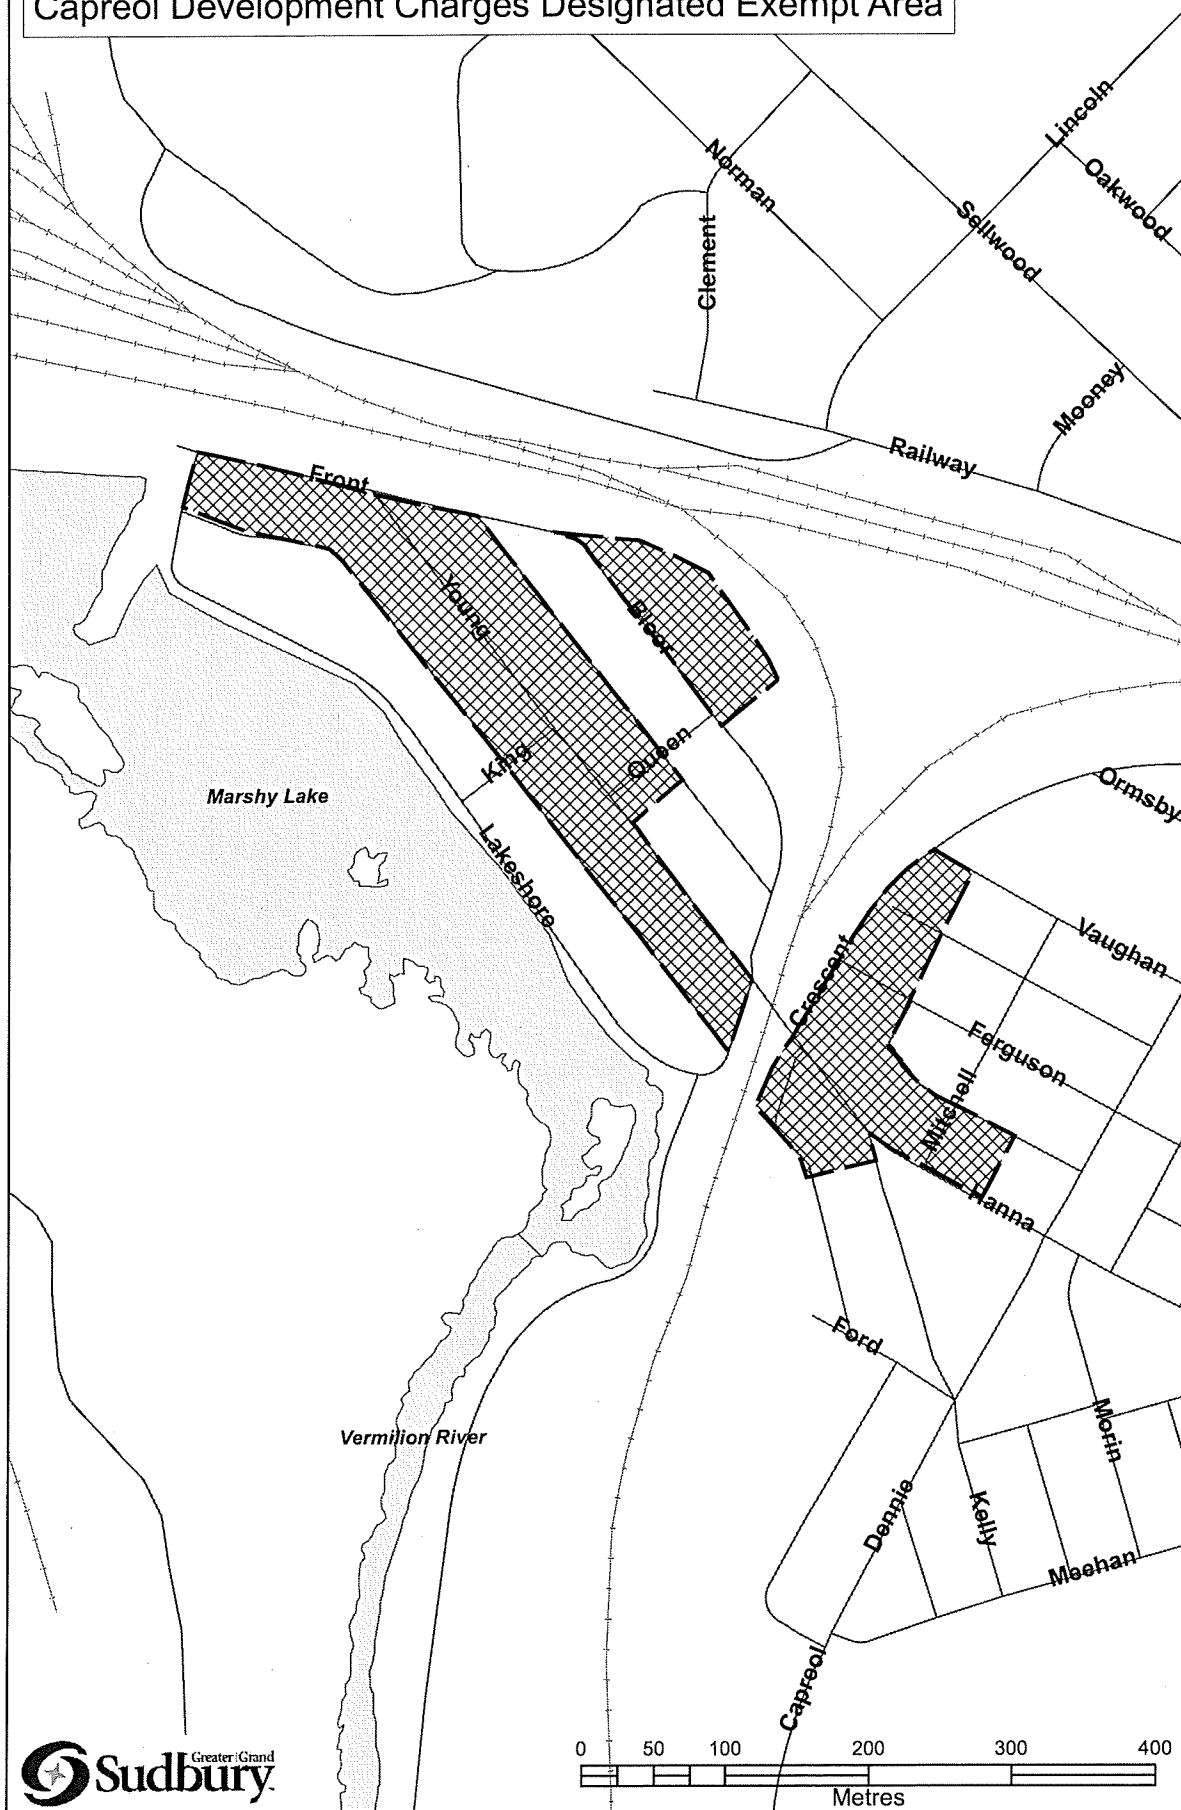 Capreol Development Charges Designated Exempt Area
Lincoln
Norman
Oakwood
Sellwood
Clement
Mooney
Railway
Front
Young
Bloor
Queen
King
Ormsby
Marshy Lake
Lakeshore
Crescent
Vaughan
Ferguson
Mitchell
Hanna
Ford
Morin
Vermilion River
Dennie
Kelly
Meehan
Capreol
Greater Grand
Sudbury
0 50 100 200 300 400
Metres